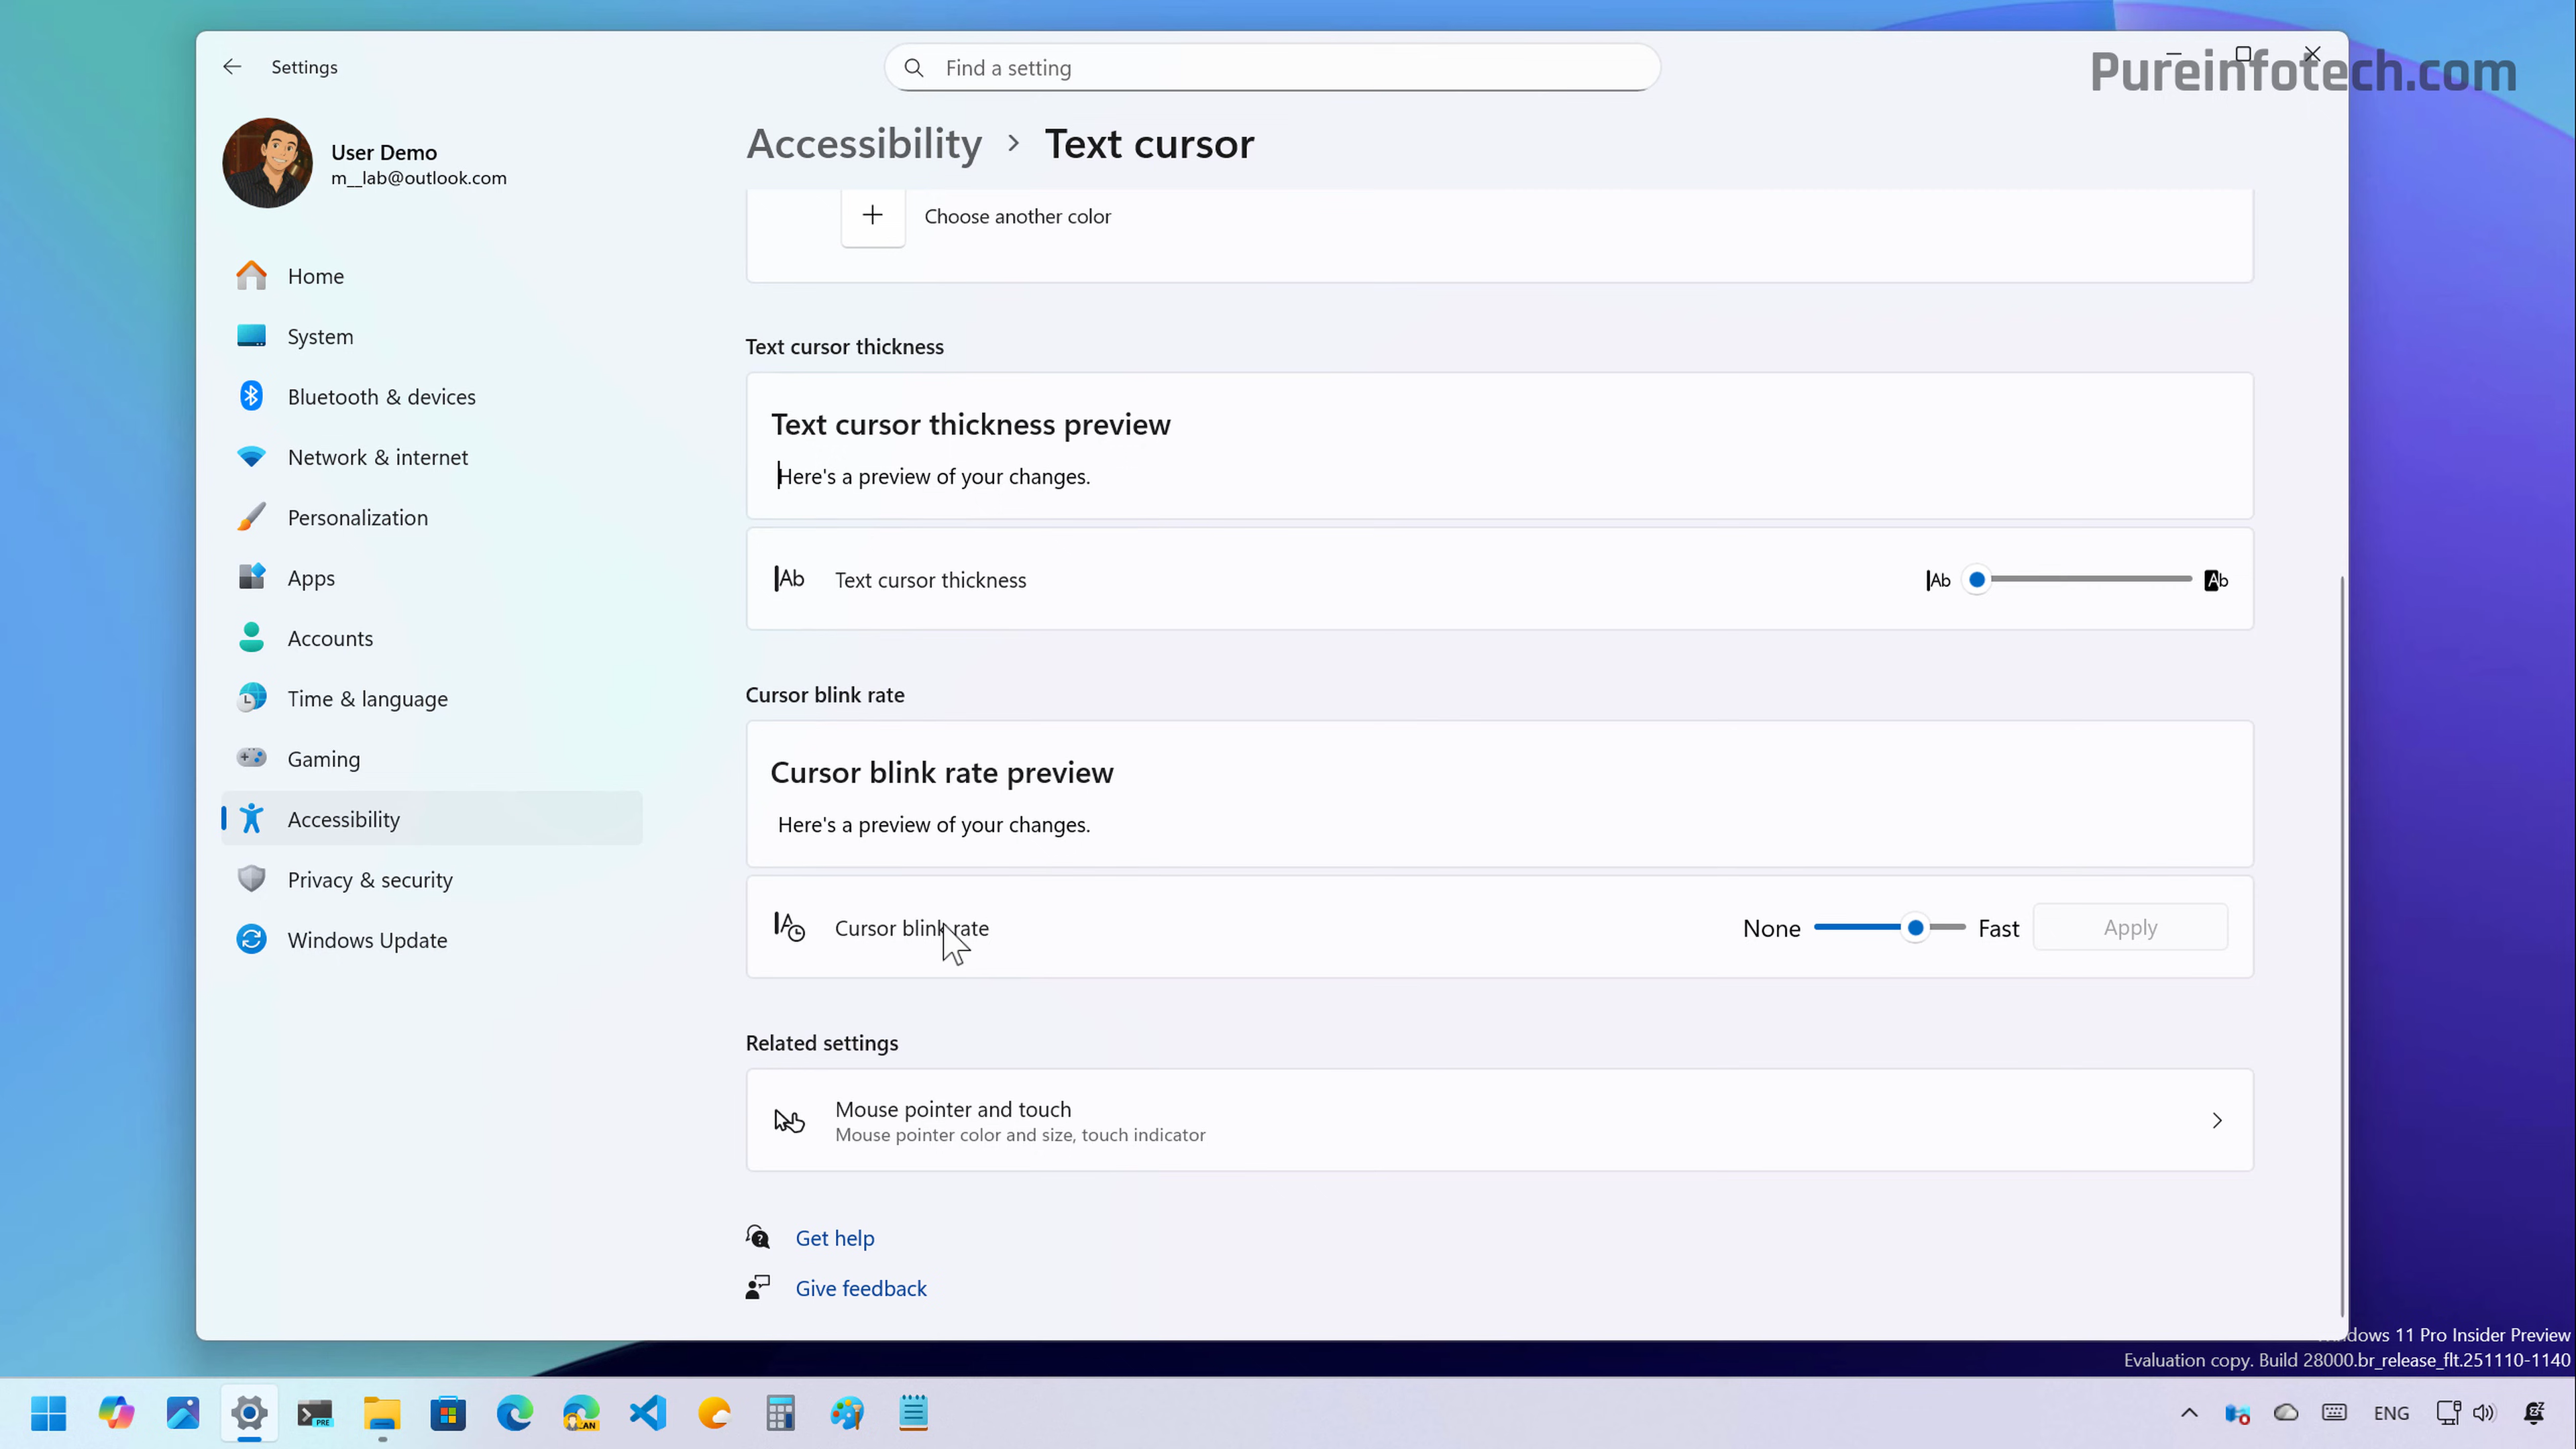 Settings
Find a setting
Pureinfotech.com
User Demo
m__lab@outlook.com
Home
System
Bluetooth & devices
Network & internet
Personalization
Apps
Accounts
Time & language
Gaming
Accessibility
Privacy & security
Windows Update
Accessibility > Text cursor
Choose another color
Text cursor thickness
Text cursor thickness preview
Here's a preview of your changes.
Ab Text cursor thickness Ab Ab
Cursor blink rate
Cursor blink rate preview
Here's a preview of your changes.
Cursor blink rate None Fast Apply
Related settings
Mouse pointer and touch
Mouse pointer color and size, touch indicator
Get help
Give feedback
Windows 11 Pro Insider Preview
Evaluation copy. Build 28000.br_release_flt.251110-1140
PRE
CAN
ENG